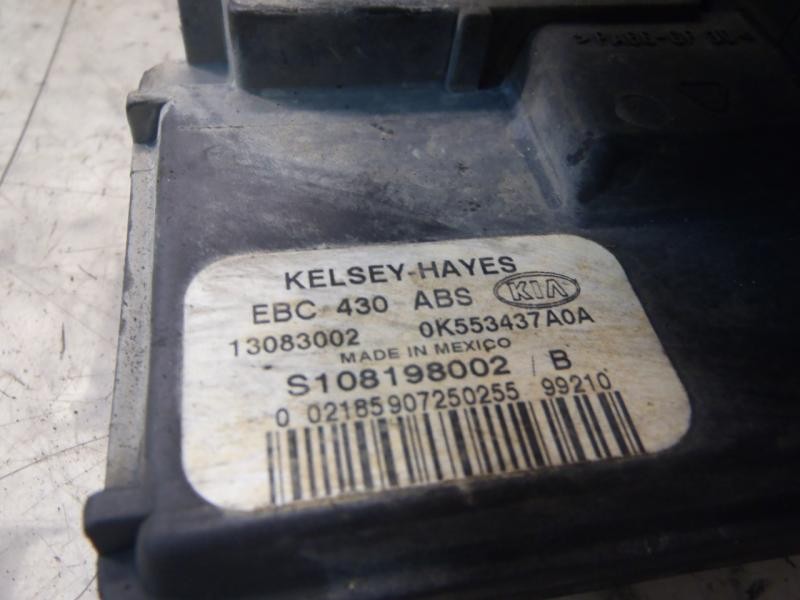 KELSEY-HAYES
EBC 430 ABS KIA
13083002 0K553437A0A
MADE IN MEXICO
S108198002 / B
0 02185907250255 99210